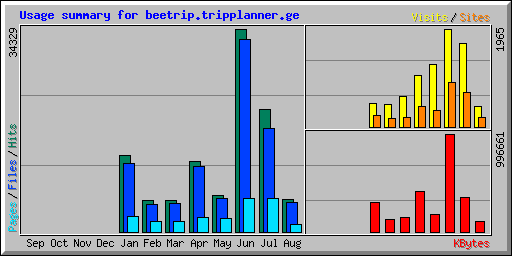 Usage summary for beetrip.tripplanner.ge
Visits/Sites
34329
1965
Pages/Files/Hits
996661
Sep Oct Nov Dec Jan Feb Mar Apr May Jun Jul Aug
KBytes